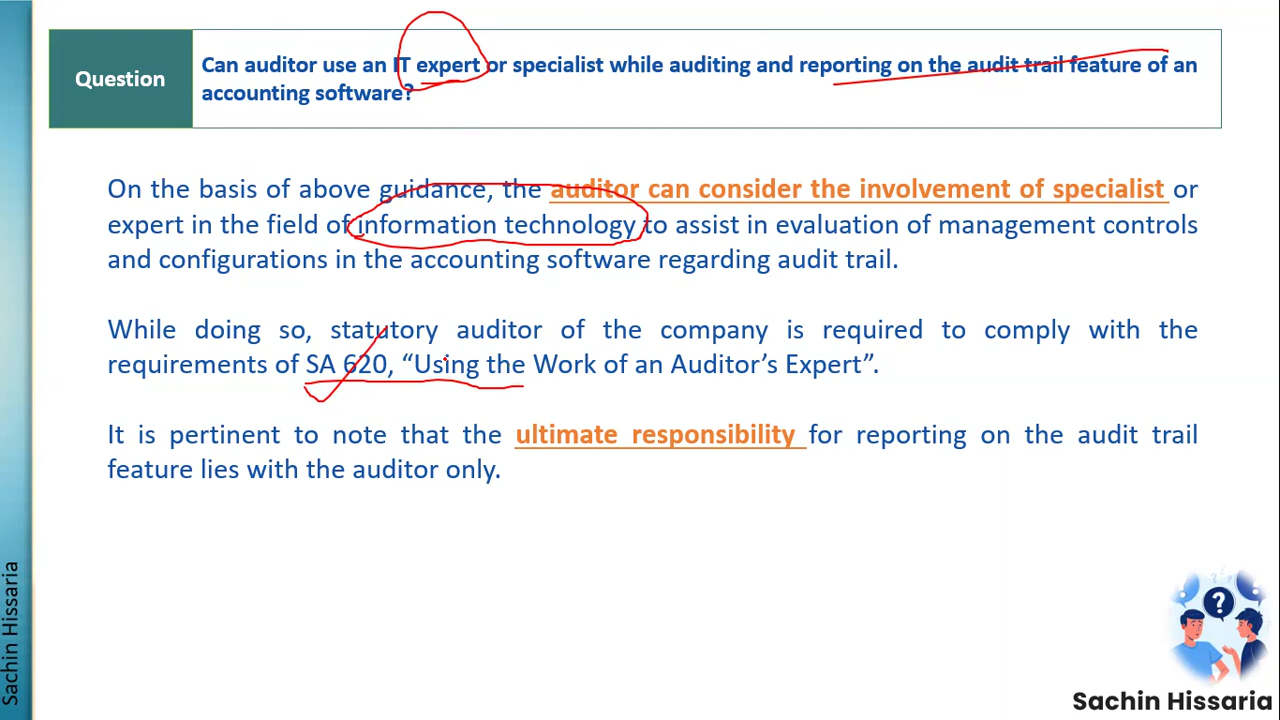 Question
Can auditor use an IT expert or specialist while auditing and reporting on the audit trail feature of an
accounting software?
On the basis of above guidance, the auditor can consider the involvement of specialist or
expert in the field of information technology to assist in evaluation of management controls
and configurations in the accounting software regarding audit trail.
While doing so, statutory auditor of the company is required to comply with the
requirements of SA 620, “Using the Work of an Auditor’s Expert”.
It is pertinent to note that the ultimate responsibility for reporting on the audit trail
feature lies with the auditor only.
Sachin Hissaria
?
Sachin Hissaria